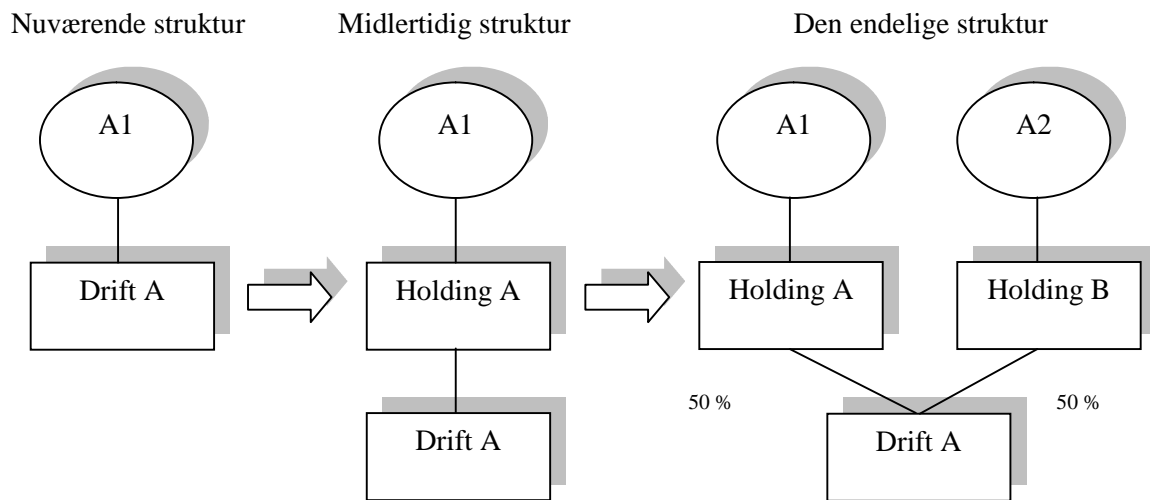 Nuværende struktur
Midlertidig struktur
Den endelige struktur
A1
A1
A1
A2
Drift A
Holding A
Holding A
Holding B
50 %
50 %
Drift A
Drift A